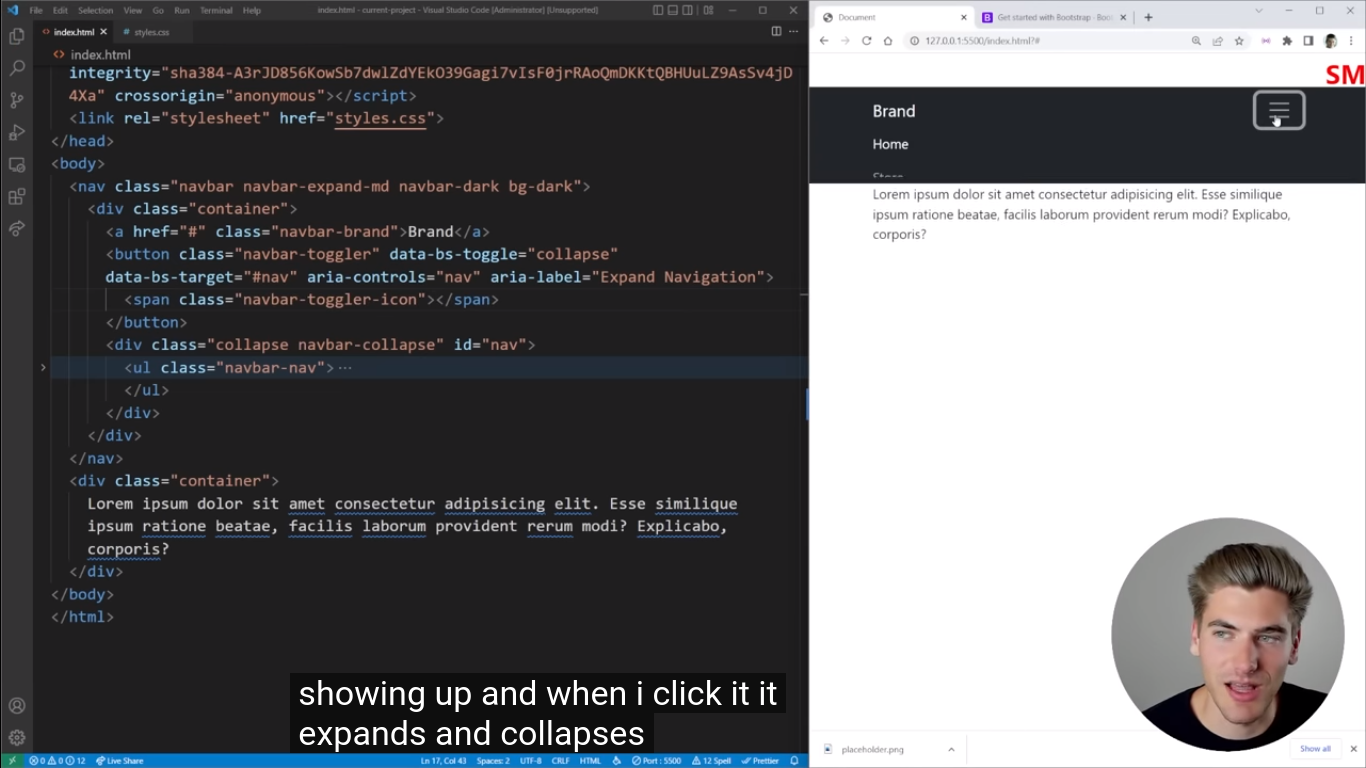 File Edit Selection View Go Run Terminal Help
index.html - current-project - Visual Studio Code [Administrator] [Unsupported]
index.html
styles.css
index.html
integrity="sha384-A3rJD856KowSb7dwlZdYEkO39Gagi7vIsF0jrRAoQmDKKtQBHUuLZ9AsSv4jD
4Xa" crossorigin="anonymous"></script>
<link rel="stylesheet" href="styles.css">
</head>
<body>
<nav class="navbar navbar-expand-md navbar-dark bg-dark">
<div class="container">
<a href="#" class="navbar-brand">Brand</a>
<button class="navbar-toggler" data-bs-toggle="collapse"
data-bs-target="#nav" aria-controls="nav" aria-label="Expand Navigation">
<span class="navbar-toggler-icon"></span>
</button>
<div class="collapse navbar-collapse" id="nav">
<ul class="navbar-nav"> ...
</ul>
</div>
</div>
</nav>
<div class="container">
Lorem ipsum dolor sit amet consectetur adipisicing elit. Esse similique
ipsum ratione beatae, facilis laborum provident rerum modi? Explicabo,
corporis?
</div>
</body>
</html>
showing up and when i click it it
expands and collapses
0 0 0 12 Live Share
Ln 17, Col 43 Spaces: 2 UTF-8 CRLF HTML Port : 5500 12 Spell Prettier
Document
Get started with Bootstrap · Boot
127.0.0.1:5500/index.html?#
SM
Brand
Home
Lorem ipsum dolor sit amet consectetur adipisicing elit. Esse similique
ipsum ratione beatae, facilis laborum provident rerum modi? Explicabo,
corporis?
placeholder.png
Show all